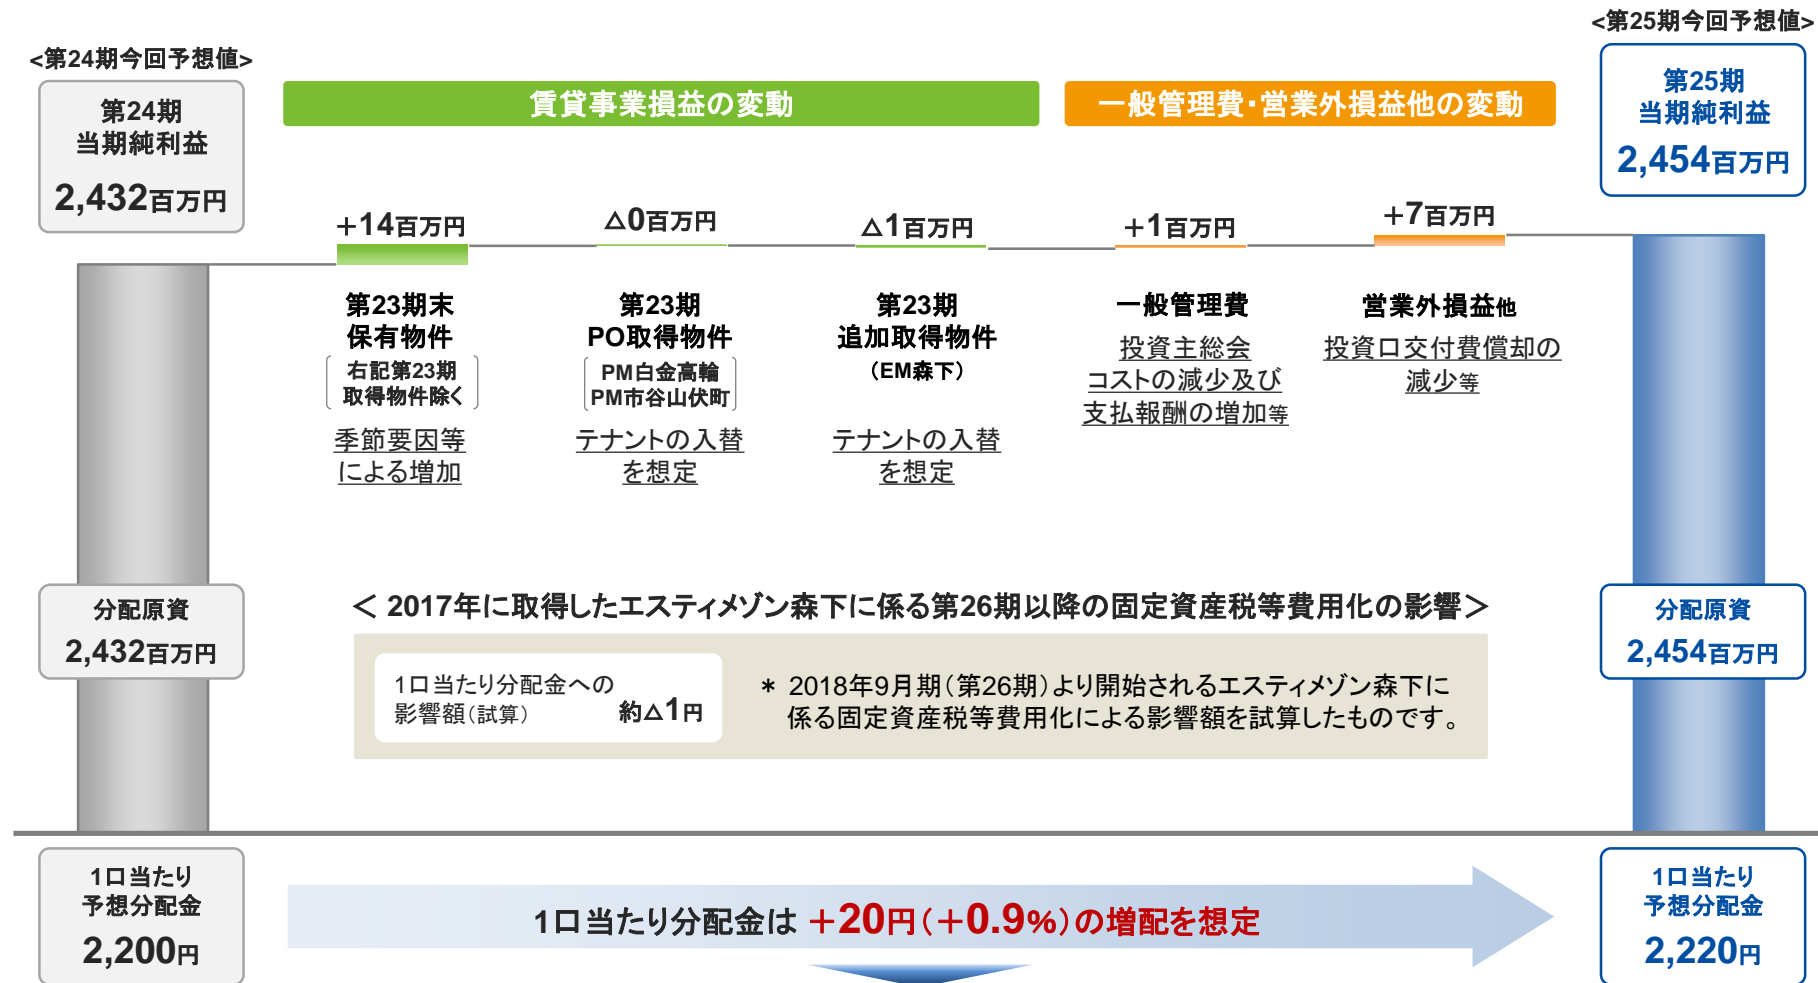 <第24期今回予想値>
第24期
当期純利益
2,432百万円
賃貸事業損益の変動
一般管理費・営業外損益他の変動
<第25期今回予想値>
第25期
当期純利益
2,454百万円
+14百万円
△0百万円
△1百万円
+1百万円
+7百万円
第23期末
保有物件
右記第23期
取得物件除く
季節要因等
による増加
第23期
PO取得物件
PM白金高輪
PM市谷山伏町
テナントの入替
を想定
第23期
追加取得物件
（EM森下）
テナントの入替
を想定
一般管理費
投資主総会
コストの減少及び
支払報酬の増加等
営業外損益他
投資口交付費償却の
減少等
分配原資
2,432百万円
＜ 2017年に取得したエスティメゾン森下に係る第26期以降の固定資産税等費用化の影響＞
1口当たり分配金への
影響額（試算） 約△1円
＊ 2018年9月期（第26期）より開始されるエスティメゾン森下に
係る固定資産税等費用化による影響額を試算したものです。
分配原資
2,454百万円
1口当たり
予想分配金
2,200円
1口当たり分配金は ＋20円（＋0.9％）の増配を想定
1口当たり
予想分配金
2,220円